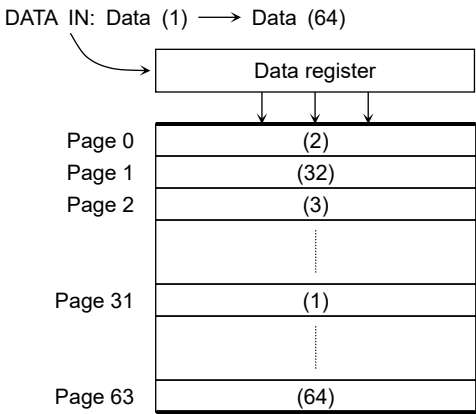 DATA IN: Data (1) → Data (64)
Data register
Page 0 (2)
Page 1 (32)
Page 2 (3)
Page 31 (1)
Page 63 (64)